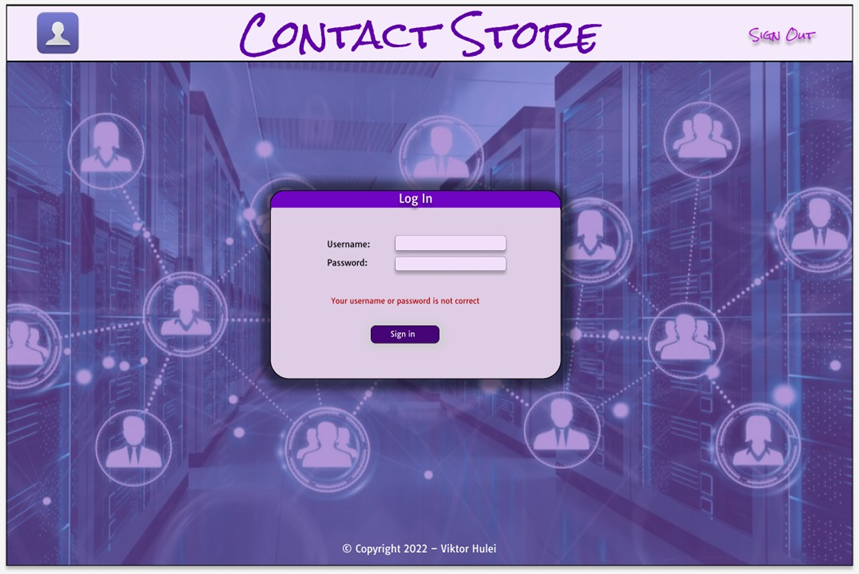 Contact Store
Sign Out
Log In
Username:
Password:
Your username or password is not correct
Sign in
© Copyright 2022 – Viktor Hulei